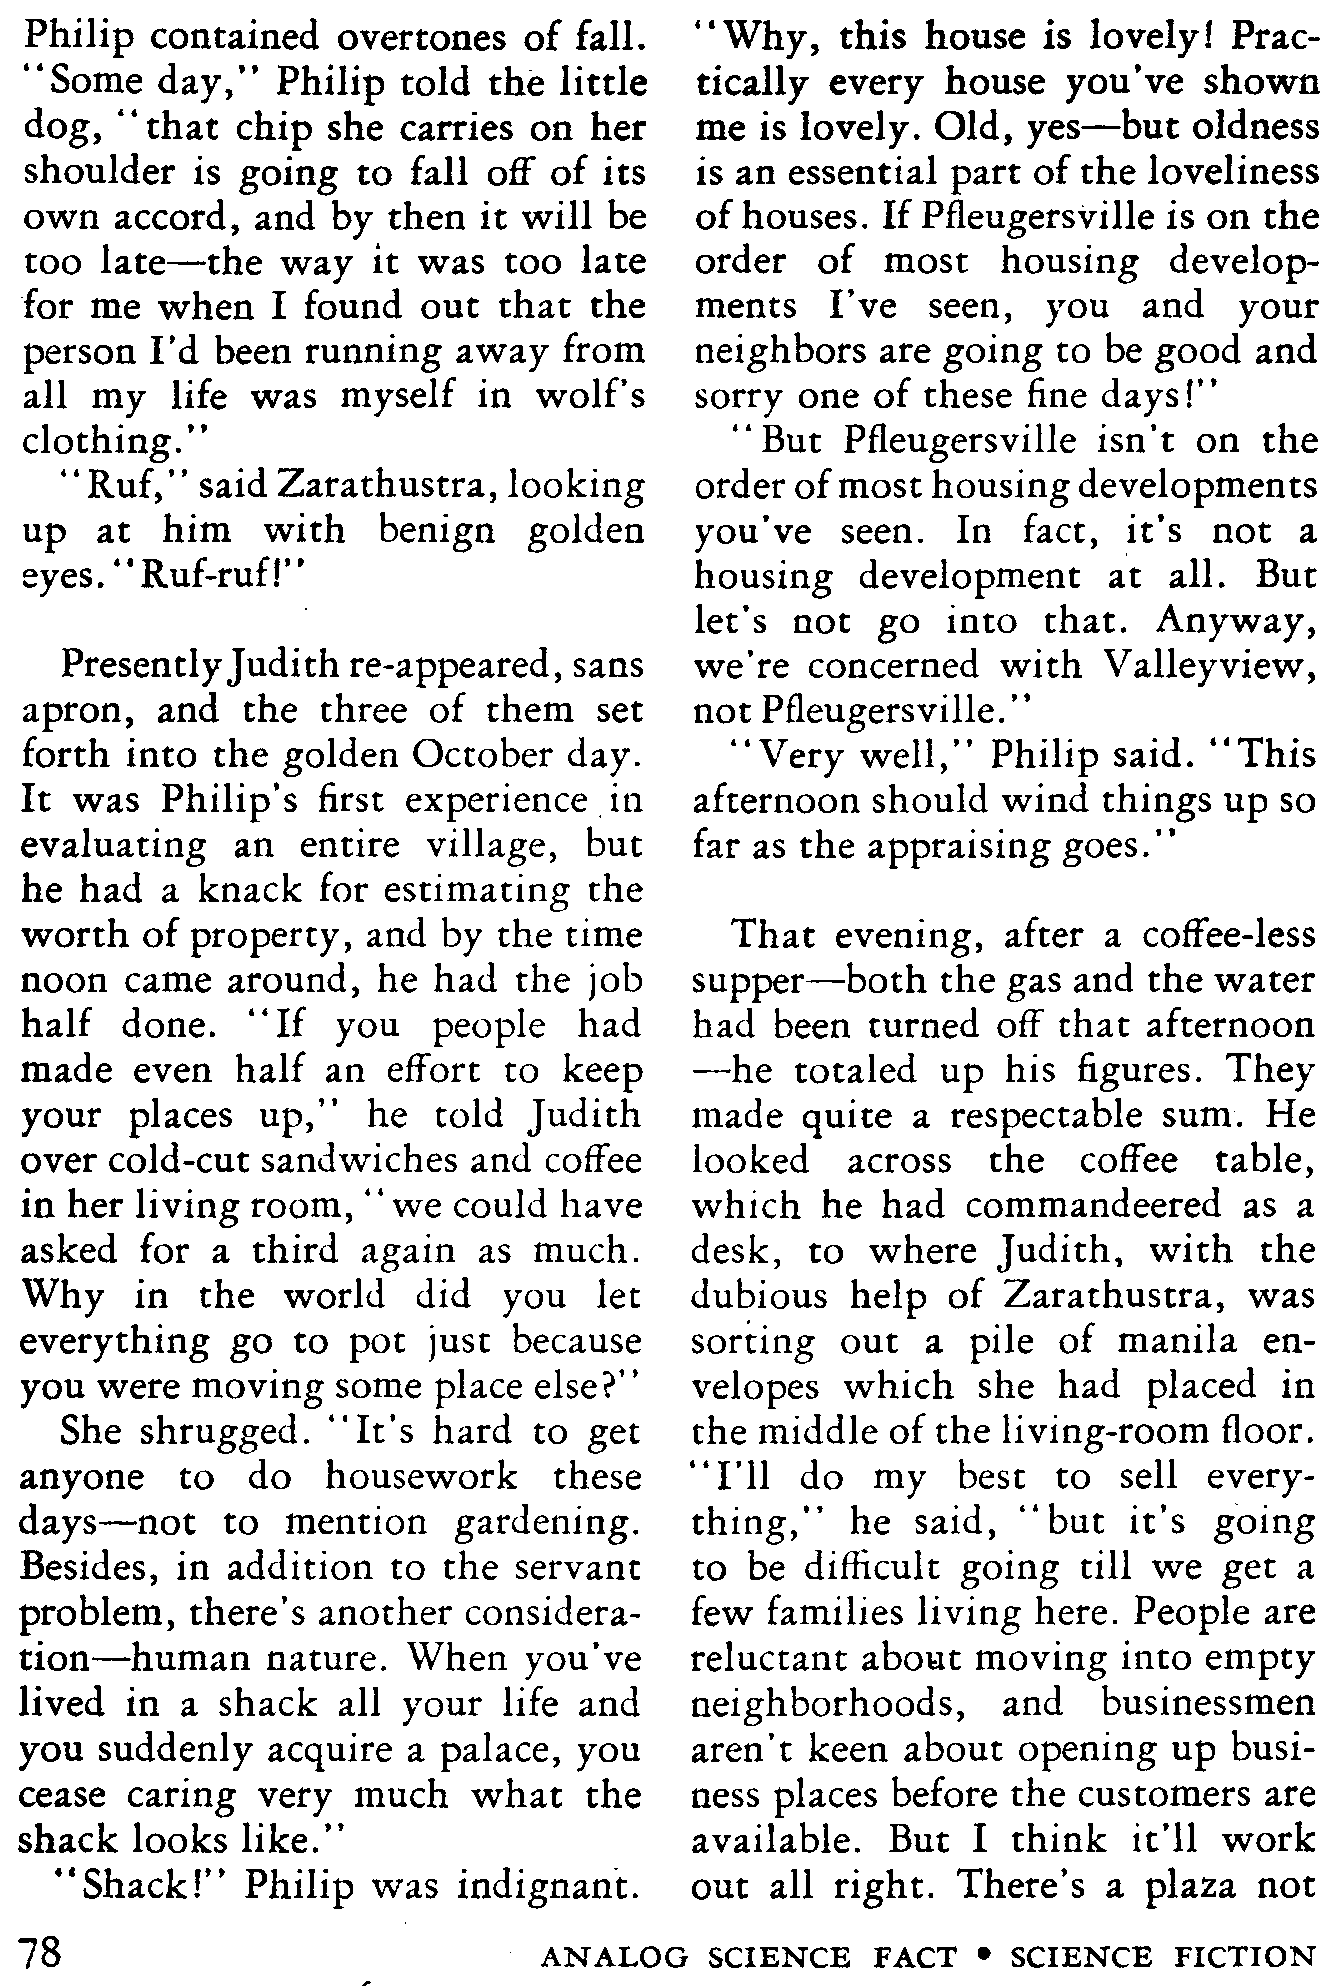 Philip contained overtones of fall.
"Some day," Philip told the little
dog, "that chip she carries on her
shoulder is going to fall off of its
own accord, and by then it will be
too late—the way it was too late
for me when I found out that the
person I'd been running away from
all my life was myself in wolf's
clothing."
"Ruf," said Zarathustra, looking
up at him with benign golden
eyes. "Ruf-ruf!"
Presently Judith re-appeared, sans
apron, and the three of them set
forth into the golden October day.
It was Philip's first experience in
evaluating an entire village, but
he had a knack for estimating the
worth of property, and by the time
noon came around, he had the job
half done. "If you people had
made even half an effort to keep
your places up," he told Judith
over cold-cut sandwiches and coffee
in her living room, "we could have
asked for a third again as much.
Why in the world did you let
everything go to pot just because
you were moving some place else?"
She shrugged. "It's hard to get
anyone to do housework these
days—not to mention gardening.
Besides, in addition to the servant
problem, there's another considera-
tion—human nature. When you've
lived in a shack all your life and
you suddenly acquire a palace, you
cease caring very much what the
shack looks like."
"Shack!" Philip was indignant.
"Why, this house is lovely! Prac-
tically every house you've shown
me is lovely. Old, yes—but oldness
is an essential part of the loveliness
of houses. If Pfleugersville is on the
order of most housing develop-
ments I've seen, you and your
neighbors are going to be good and
sorry one of these fine days!"
"But Pfleugersville isn't on the
order of most housing developments
you've seen. In fact, it's not a
housing development at all. But
let's not go into that. Anyway,
we're concerned with Valleyview,
not Pfleugersville."
"Very well," Philip said. "This
afternoon should wind things up so
far as the appraising goes."
That evening, after a coffee-less
supper—both the gas and the water
had been turned off that afternoon
—he totaled up his figures. They
made quite a respectable sum. He
looked across the coffee table,
which he had commandeered as a
desk, to where Judith, with the
dubious help of Zarathustra, was
sorting out a pile of manila en-
velopes which she had placed in
the middle of the living-room floor.
"I'll do my best to sell every-
thing," he said, "but it's going
to be difficult going till we get a
few families living here. People are
reluctant about moving into empty
neighborhoods, and businessmen
aren't keen about opening up busi-
ness places before the customers are
available. But I think it'll work
out all right. There's a plaza not
78
ANALOG SCIENCE FACT • SCIENCE FICTION